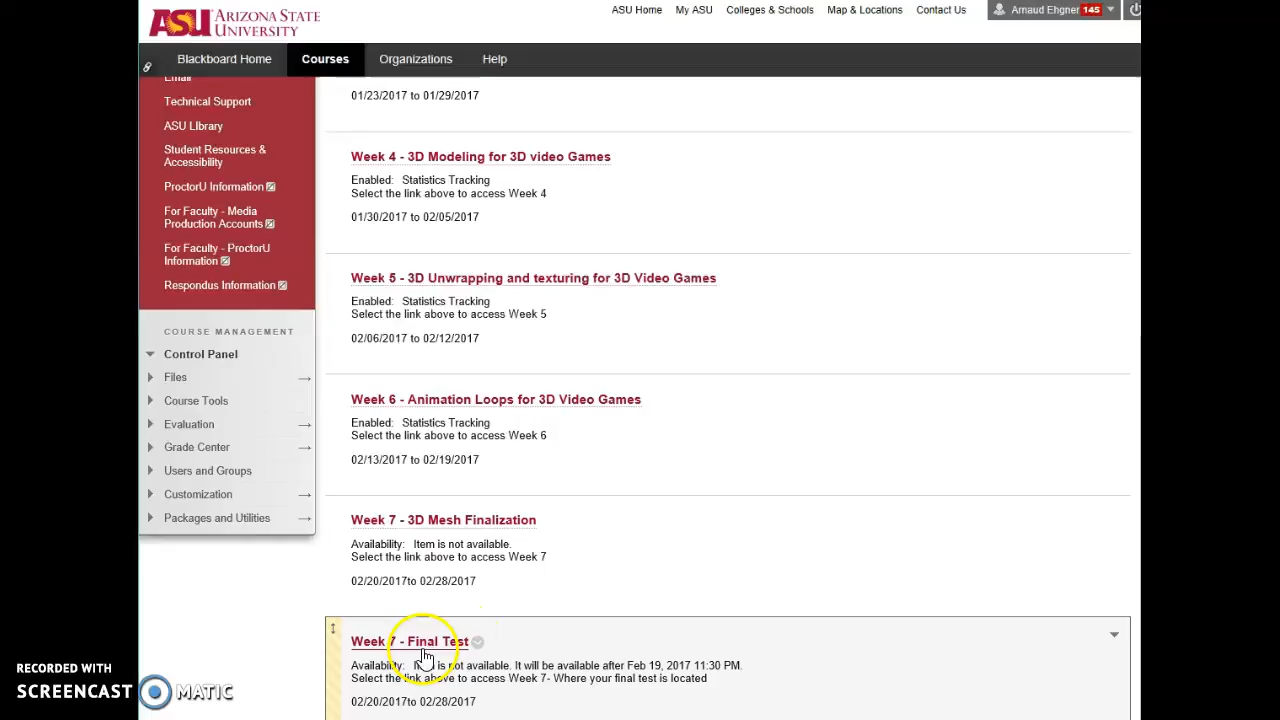 ASU ARIZONA STATE UNIVERSITY
ASU Home My ASU Colleges & Schools Map & Locations Contact Us Arnaud Ehgner 145
Blackboard Home Courses Organizations Help
Email
Technical Support
ASU LIbrary
Student Resources &
Accessibility
ProctorU Information
For Faculty - Media
Production Accounts
For Faculty - ProctorU
Information
Respondus Information
COURSE MANAGEMENT
Control Panel
Files
Course Tools
Evaluation
Grade Center
Users and Groups
Customization
Packages and Utilities
01/23/2017 to 01/29/2017
Week 4 - 3D Modeling for 3D video Games
Enabled: Statistics Tracking
Select the link above to access Week 4
01/30/2017 to 02/05/2017
Week 5 - 3D Unwrapping and texturing for 3D Video Games
Enabled: Statistics Tracking
Select the link above to access Week 5
02/06/2017 to 02/12/2017
Week 6 - Animation Loops for 3D Video Games
Enabled: Statistics Tracking
Select the link above to access Week 6
02/13/2017 to 02/19/2017
Week 7 - 3D Mesh Finalization
Availability: Item is not available.
Select the link above to access Week 7
02/20/2017to 02/28/2017
Week 7 - Final Test
Availability: Item is not available. It will be available after Feb 19, 2017 11:30 PM.
Select the link above to access Week 7- Where your final test is located
02/20/2017to 02/28/2017
RECORDED WITH
SCREENCAST MATIC